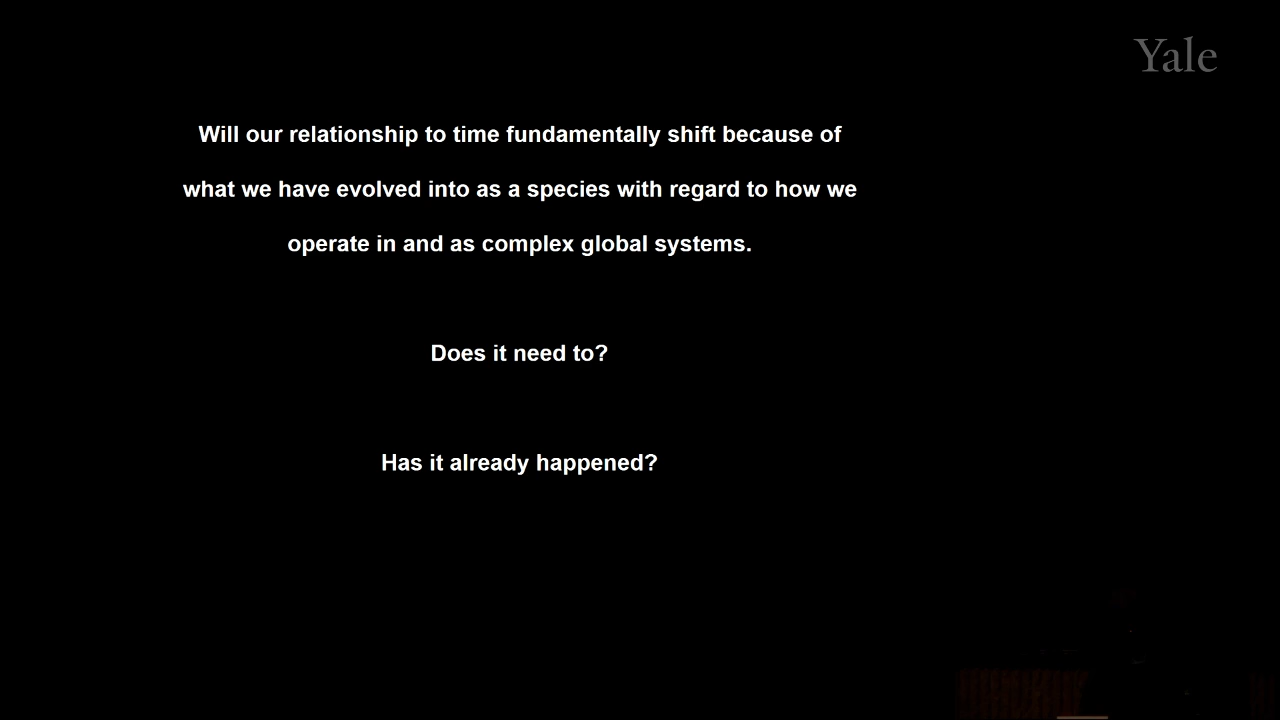 Yale
Will our relationship to time fundamentally shift because of
what we have evolved into as a species with regard to how we
operate in and as complex global systems.
Does it need to?
Has it already happened?